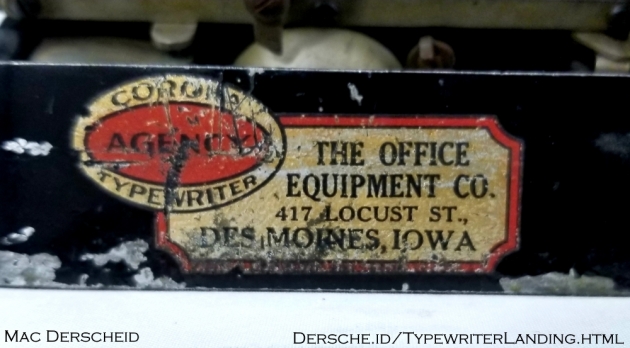 CORONA
AGENCY
TYPEWRITER
THE OFFICE
EQUIPMENT CO.
417 LOCUST ST.,
DES MOINES, IOWA
MAC DERSCHEID
DERSCHE.ID/TYPEWRITERLANDING.HTML